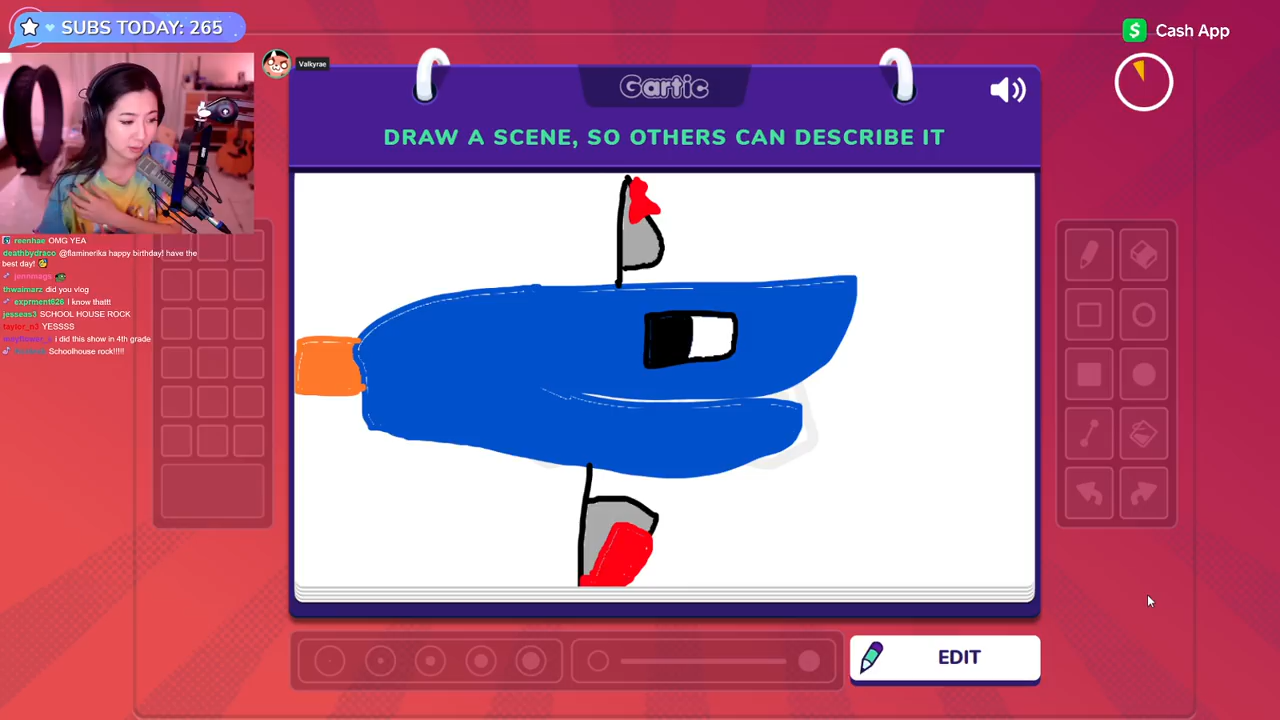 SUBS TODAY: 265
Cash App
Valkyrae
Gartic
DRAW A SCENE, SO OTHERS CAN DESCRIBE IT
reenhae OMG YEA
deathbydraco @flaminerika happy birthday! have the
best day!
jennmags
thwaimarz did you vlog
exprment626 I know thattt
jesseas3 SCHOOL HOUSE ROCK
taylor_n3 YESSSS
i did this show in 4th grade
Schoolhouse rock!!!!!
EDIT